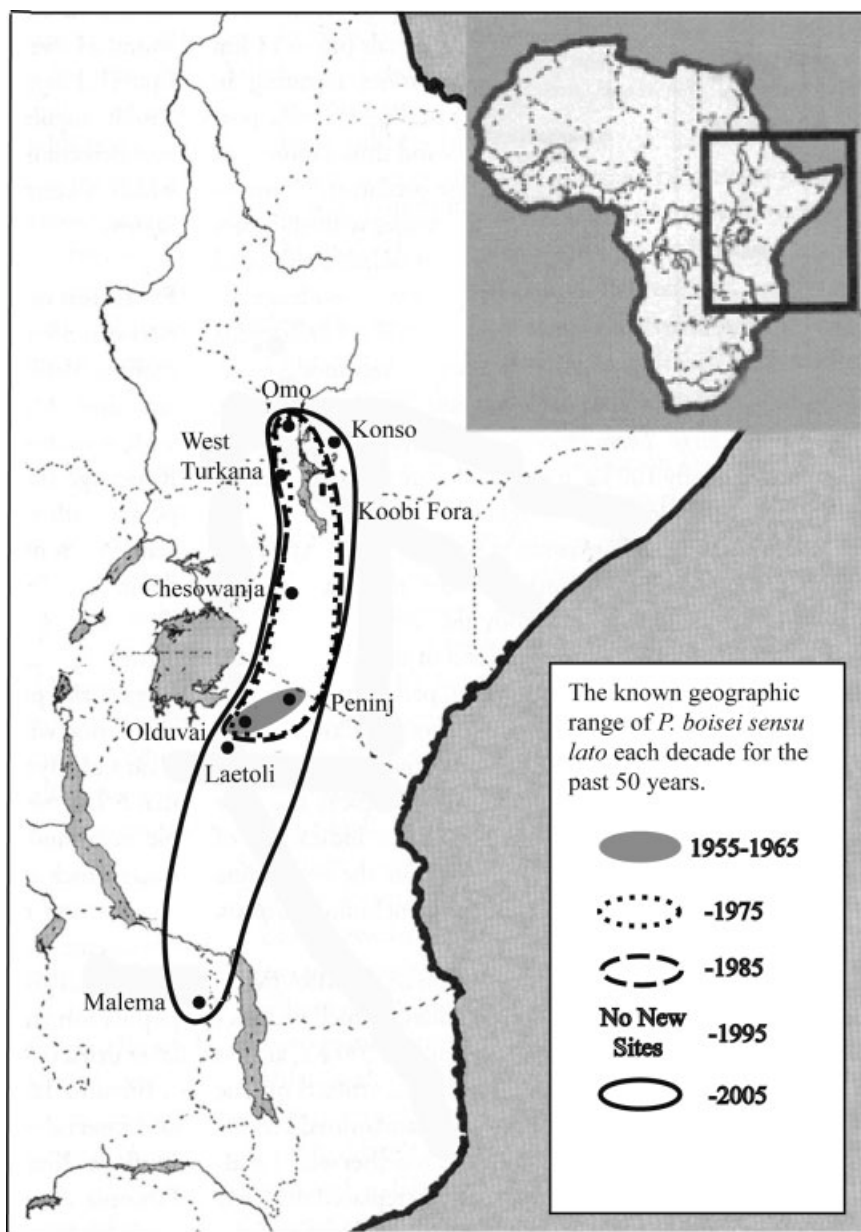 Omo
Konso
West
Turkana
Koobi Fora
Chesowanja
Peninj
Olduvai
Laetoli
Malema
The known geographic
range of P. boisei sensu
lato each decade for the
past 50 years.
1955-1965
-1975
-1985
No New
Sites
-1995
-2005